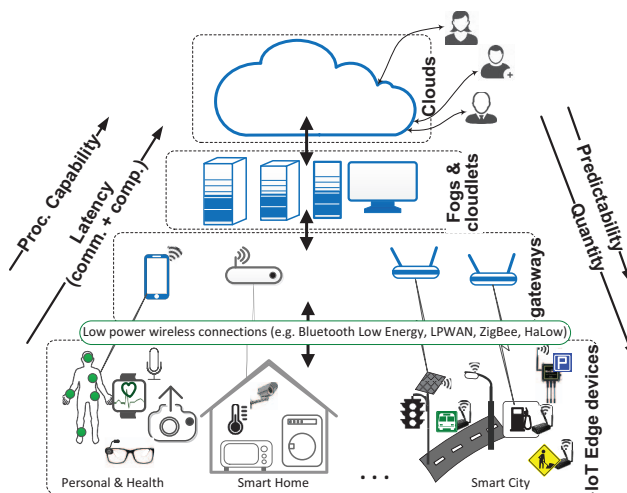 Clouds
Proc. Capability
Latency
(comm. + comp.)
Predictability
Quantity
Fogs &
cloudlets
gateways
Low power wireless connections (e.g. Bluetooth Low Energy, LPWAN, ZigBee, HaLow)
IoT Edge devices
P
Personal & Health
Smart Home
. . .
Smart City